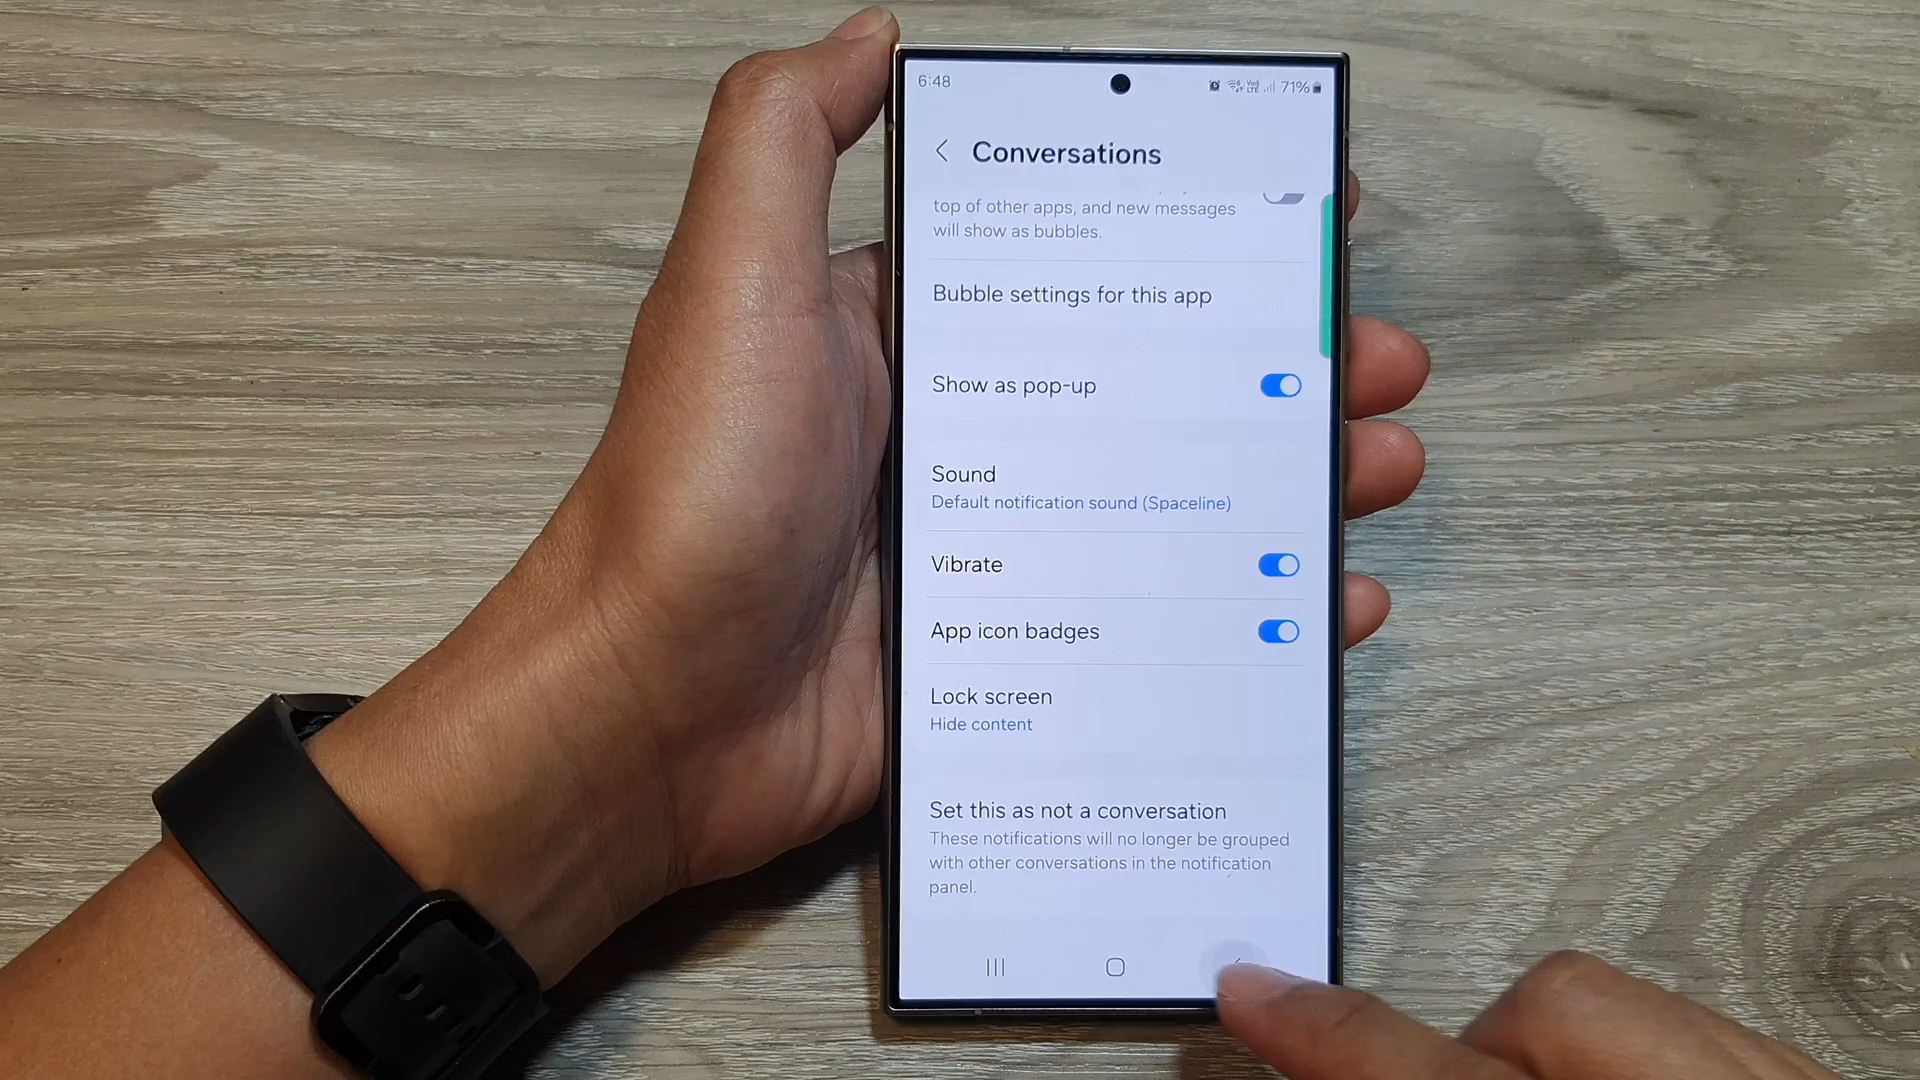 6:48
71%
Conversations
top of other apps, and new messages
will show as bubbles.
Bubble settings for this app
Show as pop-up
Sound
Default notification sound (Spaceline)
Vibrate
App icon badges
Lock screen
Hide content
Set this as not a conversation
These notifications will no longer be grouped
with other conversations in the notification
panel.